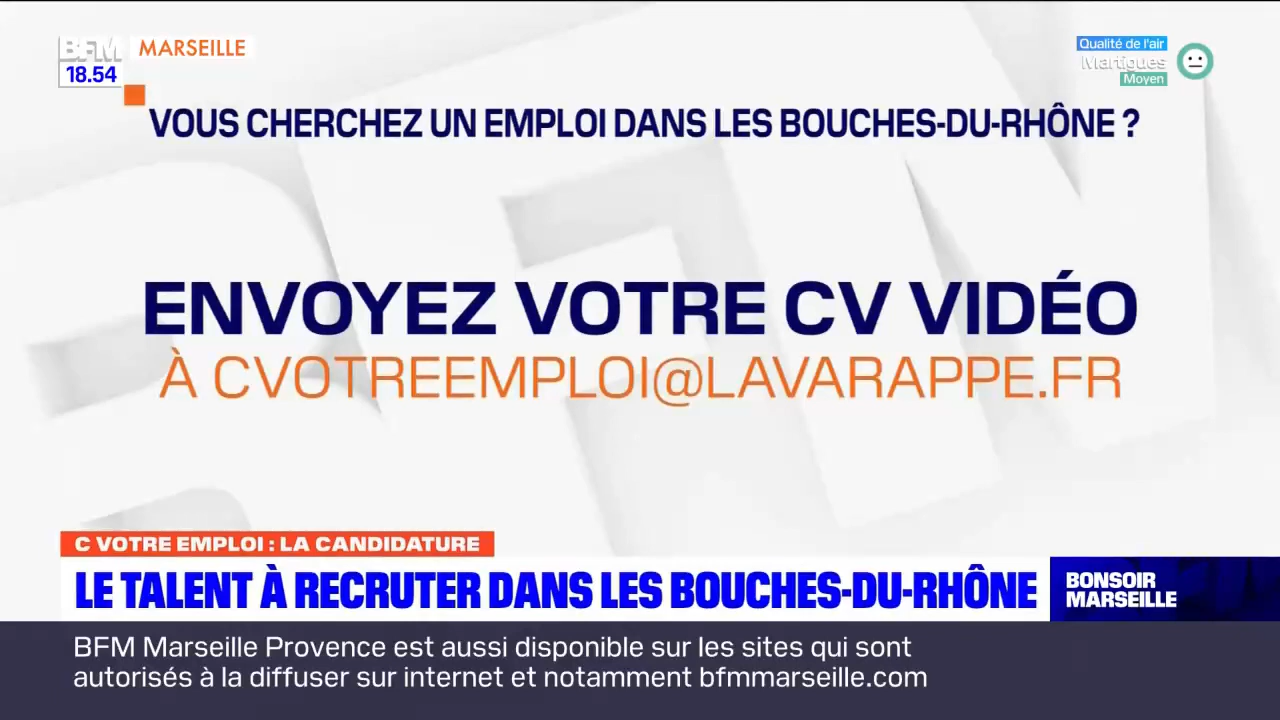 BFM MARSEILLE
18.54
Qualité de l'air
Martigues
Moyen
VOUS CHERCHEZ UN EMPLOI DANS LES BOUCHES-DU-RHÔNE ?
ENVOYEZ VOTRE CV VIDÉO
À CVOTREEMPLOI@LAVARAPPE.FR
C VOTRE EMPLOI : LA CANDIDATURE
LE TALENT À RECRUTER DANS LES BOUCHES-DU-RHÔNE
BONSOIR
MARSEILLE
BFM Marseille Provence est aussi disponible sur les sites qui sont
autorisés à la diffuser sur internet et notamment bfmmarseille.com